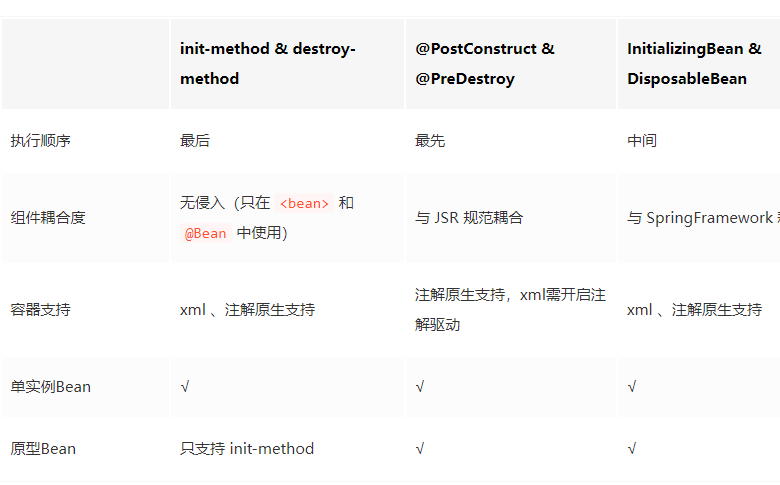 init-method & destroy-
method
@PostConstruct &
@PreDestroy
InitializingBean &
DisposableBean
执行顺序
最后
最先
中间
组件耦合度
无侵入（只在 <bean> 和
@Bean 中使用）
与 JSR 规范耦合
与 SpringFramework
容器支持
xml 、注解原生支持
注解原生支持，xml需开启注
解驱动
xml 、注解原生支持
单实例Bean
√
√
√
原型Bean
只支持 init-method
√
√